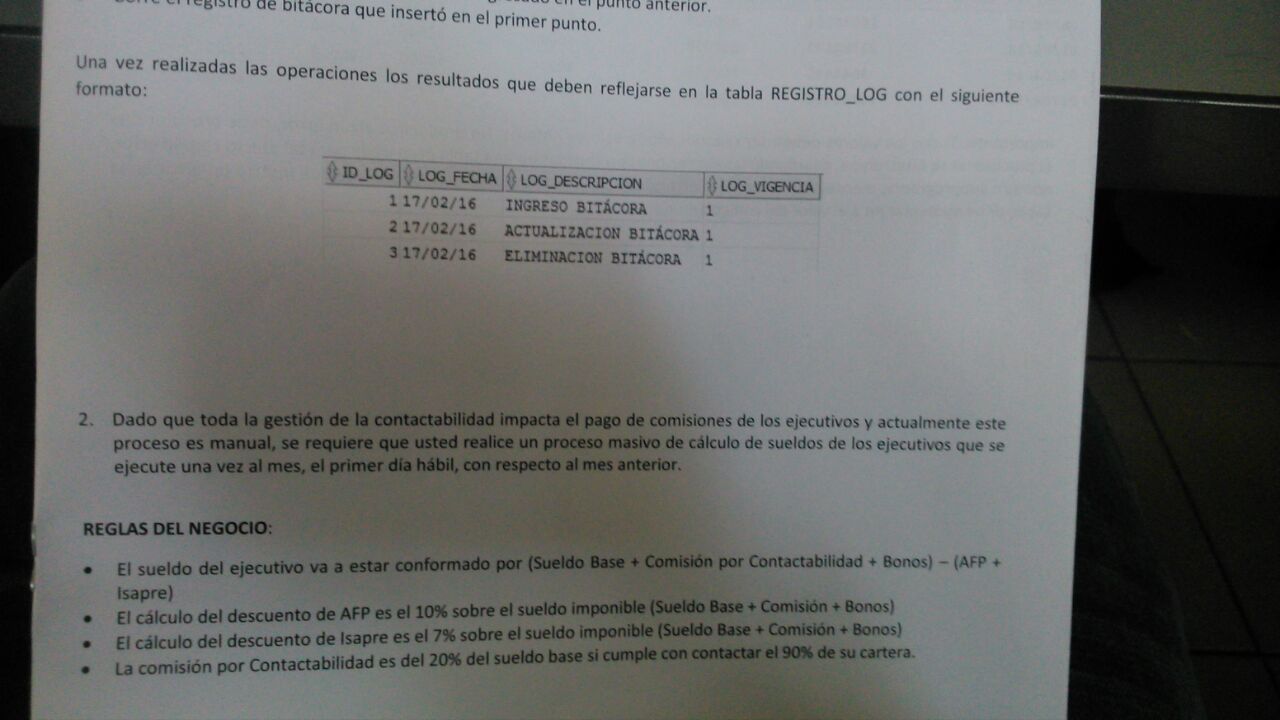 el registro de bitácora que insertó en el primer punto.
en el punto anterior.
Una vez realizadas las operaciones los resultados que deben reflejarse en la tabla REGISTRO_LOG con el siguiente
formato:
ID_LOG LOG_FECHA LOG_DESCRIPCION LOG_VIGENCIA
1 17/02/16 INGRESO BITÁCORA 1
2 17/02/16 ACTUALIZACION BITÁCORA 1
3 17/02/16 ELIMINACION BITÁCORA 1
2. Dado que toda la gestión de la contactabilidad impacta el pago de comisiones de los ejecutivos y actualmente este
proceso es manual, se requiere que usted realice un proceso masivo de cálculo de sueldos de los ejecutivos que se
ejecute una vez al mes, el primer día hábil, con respecto al mes anterior.
REGLAS DEL NEGOCIO:
• El sueldo del ejecutivo va a estar conformado por (Sueldo Base + Comisión por Contactabilidad + Bonos) – (AFP +
Isapre)
• El cálculo del descuento de AFP es el 10% sobre el sueldo imponible (Sueldo Base + Comisión + Bonos)
• El cálculo del descuento de Isapre es el 7% sobre el sueldo imponible (Sueldo Base + Comisión + Bonos)
• La comisión por Contactabilidad es del 20% del sueldo base si cumple con contactar el 90% de su cartera.